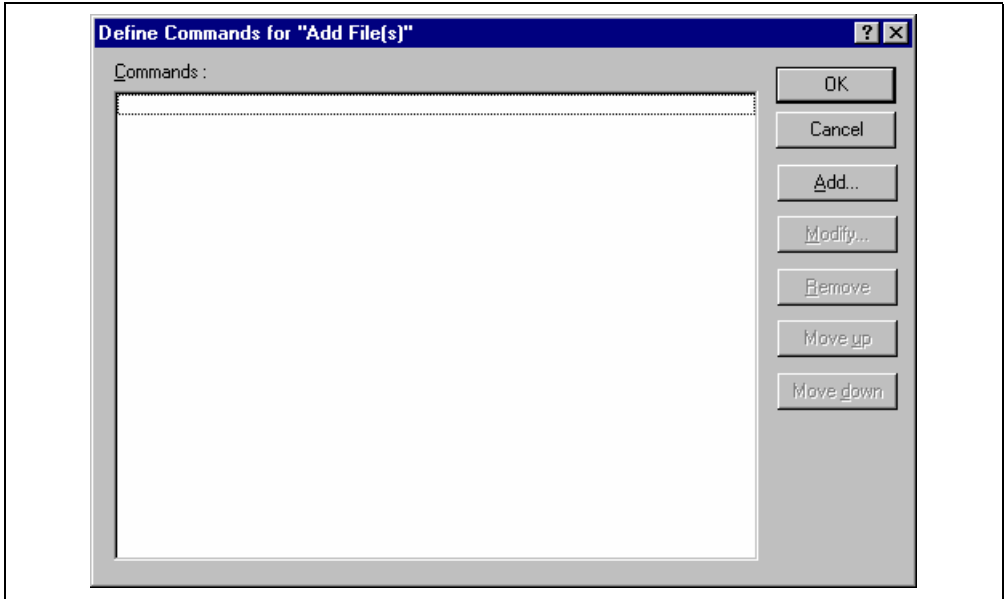 Define Commands for "Add File(s)"
Commands :
OK
Cancel
Add...
Modify...
Remove
Move up
Move down